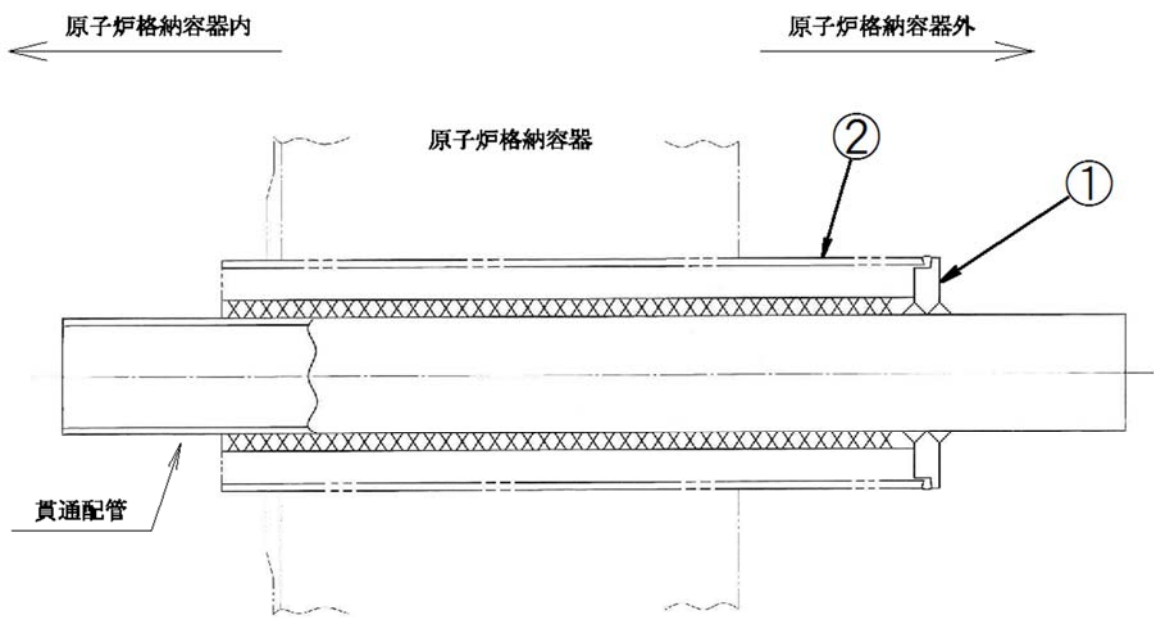 原子炉格納容器内
原子炉格納容器外
原子炉格納容器
②
①
貫通配管